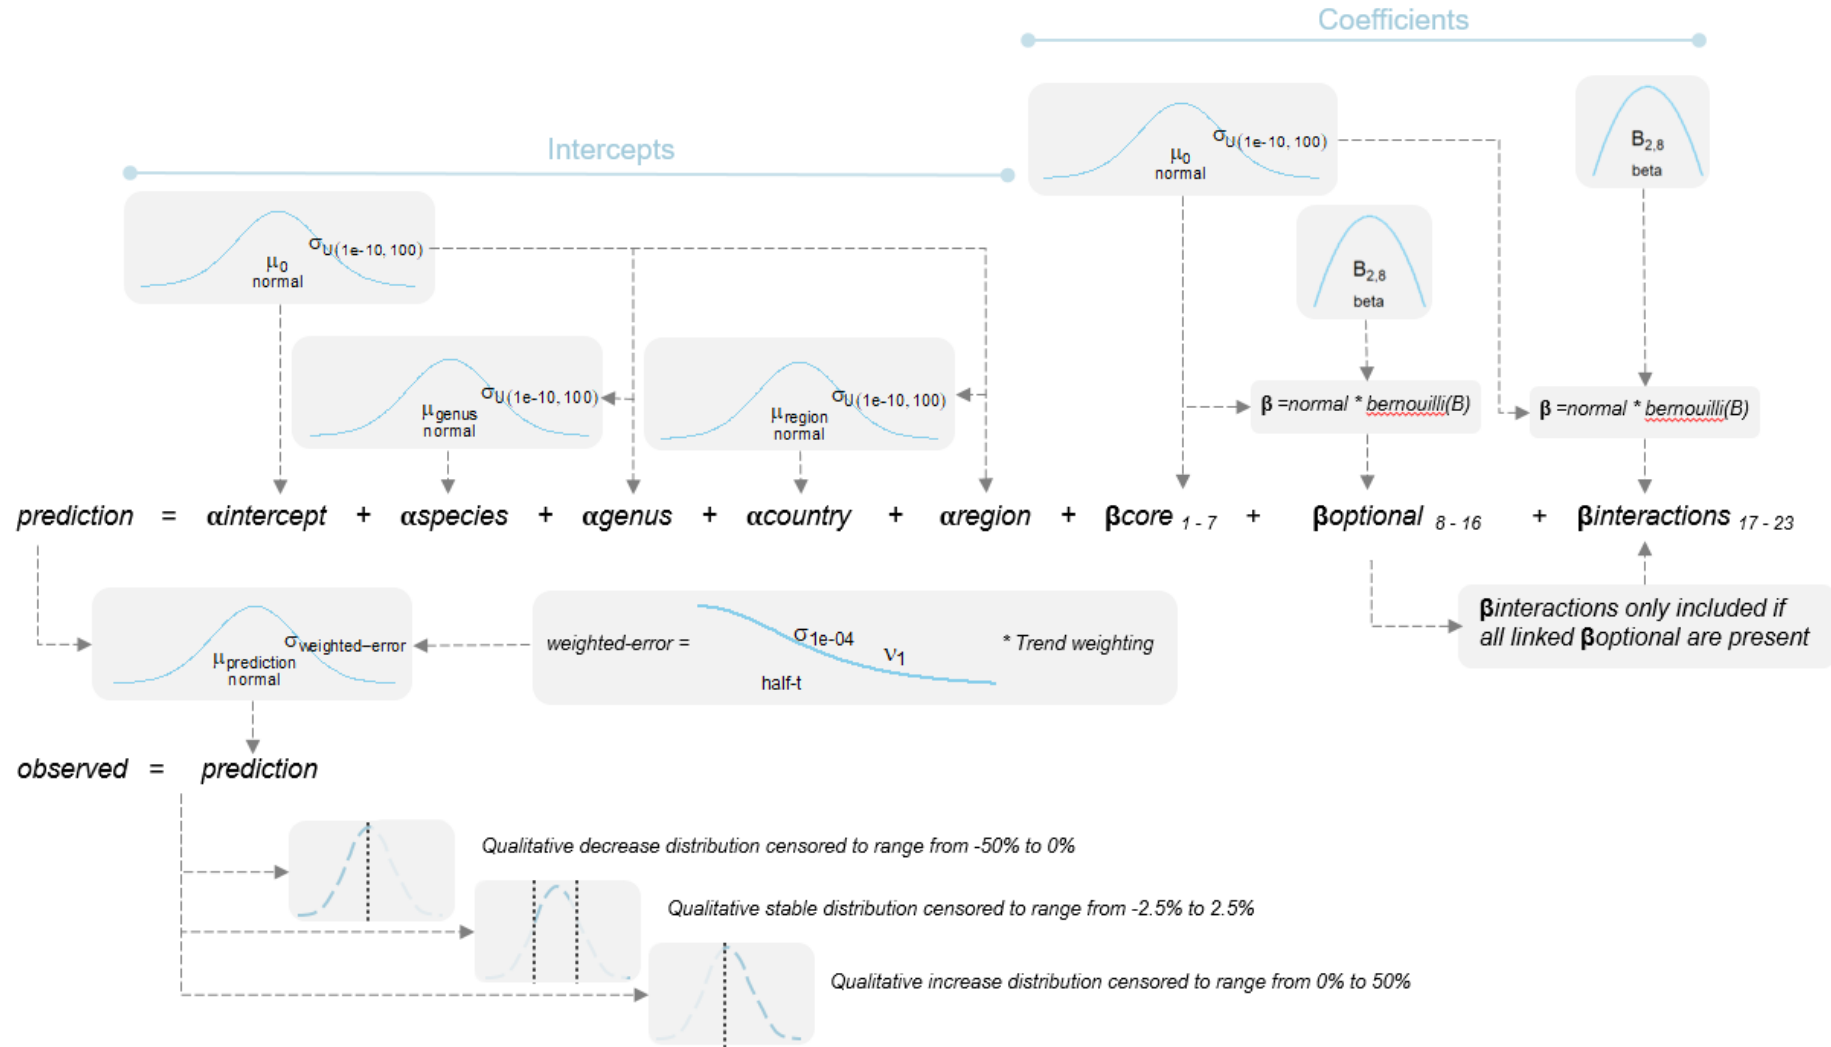 Coefficients
Intercepts
σU(1e-10, 100)
μ0
normal
B2,8
beta
σU(1e-10, 100)
μ0
normal
B2,8
beta
σU(1e-10, 100)
μgenus
normal
σU(1e-10, 100)
μregion
normal
β =normal * bernouilli(B)
β =normal * bernouilli(B)
prediction = αintercept + αspecies + αgenus + αcountry + αregion + βcore 1 - 7 + βoptional 8 - 16 + βinteractions 17 - 23
σweighted−error
μprediction
normal
weighted-error = σ1e-04 ν1 * Trend weighting
half-t
βinteractions only included if
all linked βoptional are present
observed = prediction
Qualitative decrease distribution censored to range from -50% to 0%
Qualitative stable distribution censored to range from -2.5% to 2.5%
Qualitative increase distribution censored to range from 0% to 50%